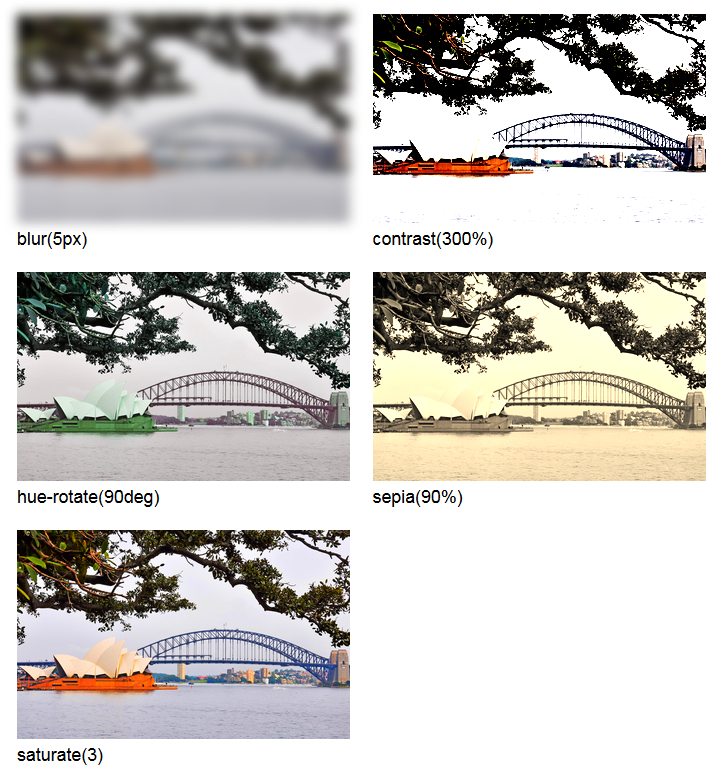 blur(5px)
contrast(300%)
hue-rotate(90deg)
sepia(90%)
saturate(3)